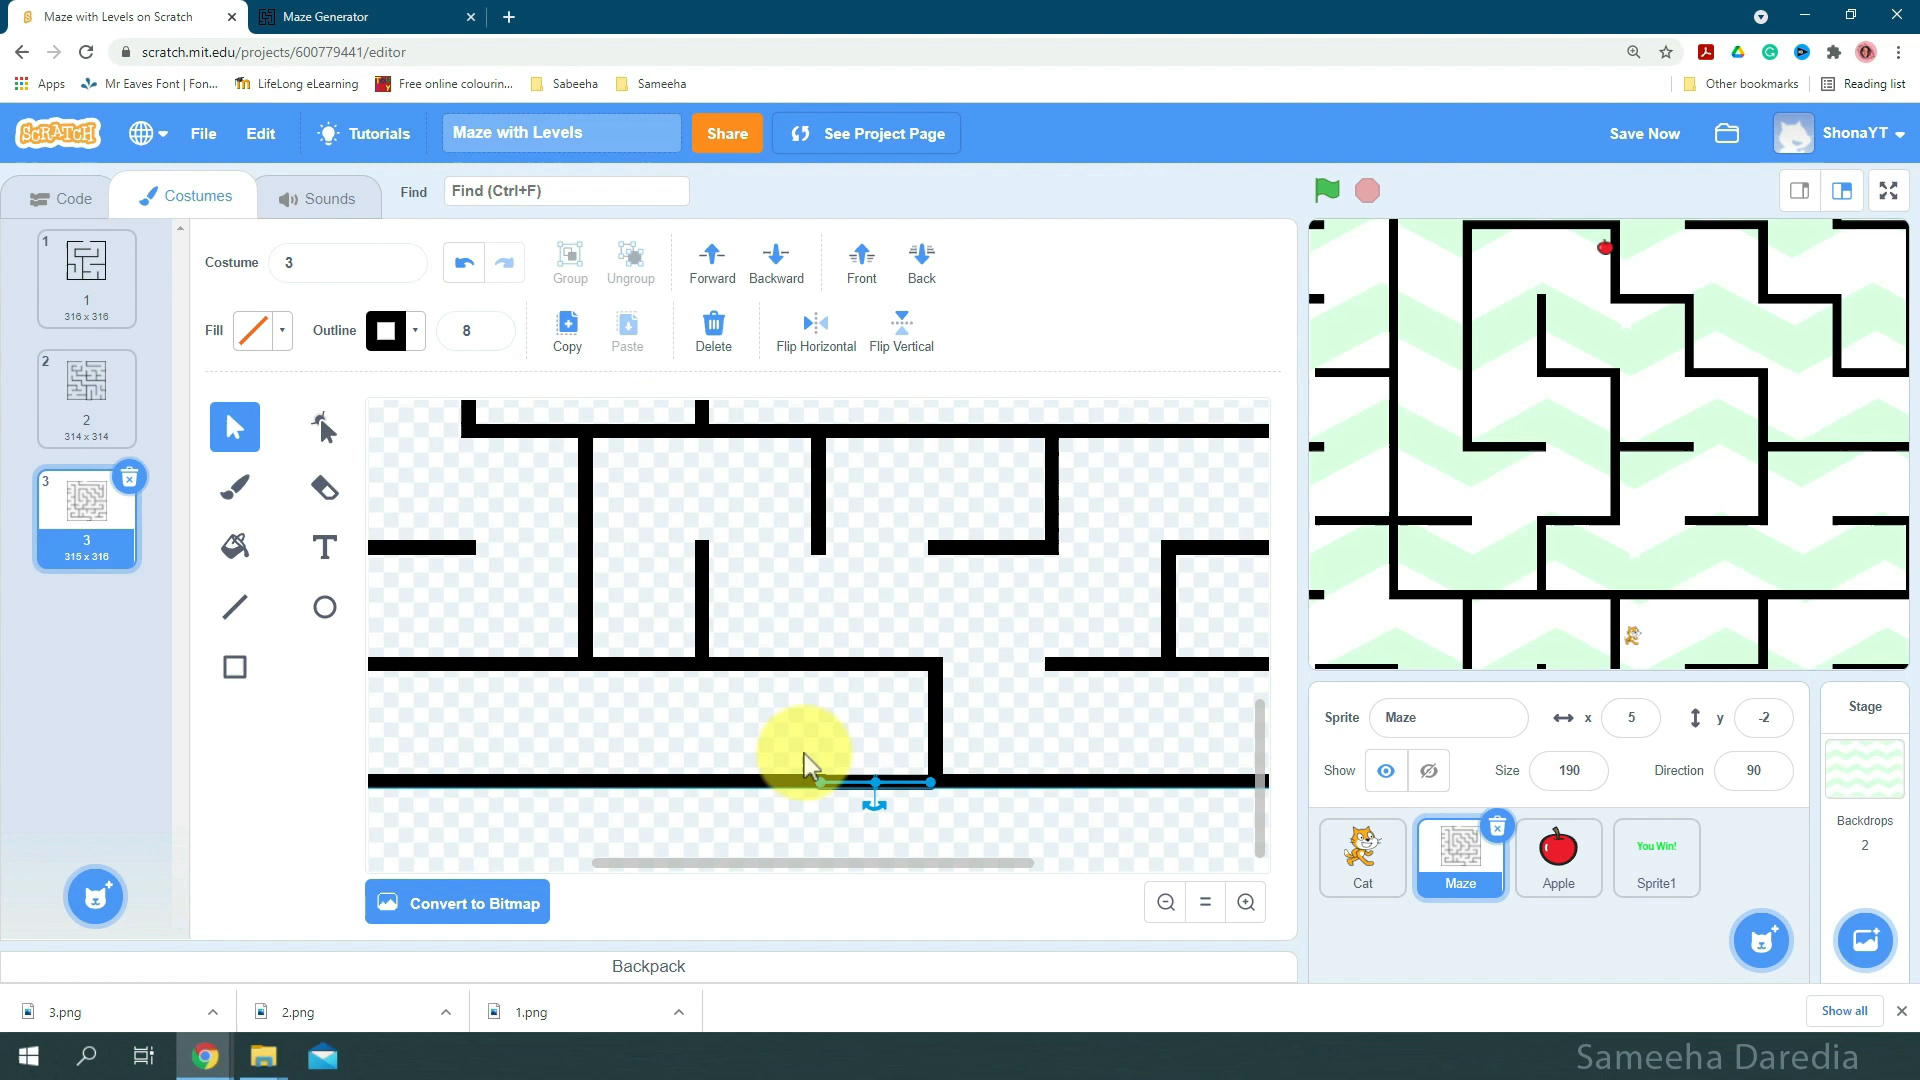 Maze with Levels on Scratch
Maze Generator
scratch.mit.edu/projects/600779441/editor
Apps
Mr Eaves Font | Fon...
LifeLong eLearning
Free online colourin...
Sabeeha
Sameeha
Other bookmarks
Reading list
SCRATCH
File
Edit
Tutorials
Maze with Levels
Share
See Project Page
Save Now
ShonaYT
Code
Costumes
Sounds
Find
Find (Ctrl+F)
1
1
316 x 316
2
2
314 x 314
3
3
315 x 316
Costume
3
Group
Ungroup
Forward
Backward
Front
Back
Fill
Outline
8
Copy
Paste
Delete
Flip Horizontal
Flip Vertical
Convert to Bitmap
Backpack
Sprite
Maze
x
5
y
-2
Show
Size
190
Direction
90
Cat
Maze
Apple
You Win!
Sprite1
Stage
Backdrops
2
3.png
2.png
1.png
Show all
Sameeha Daredia